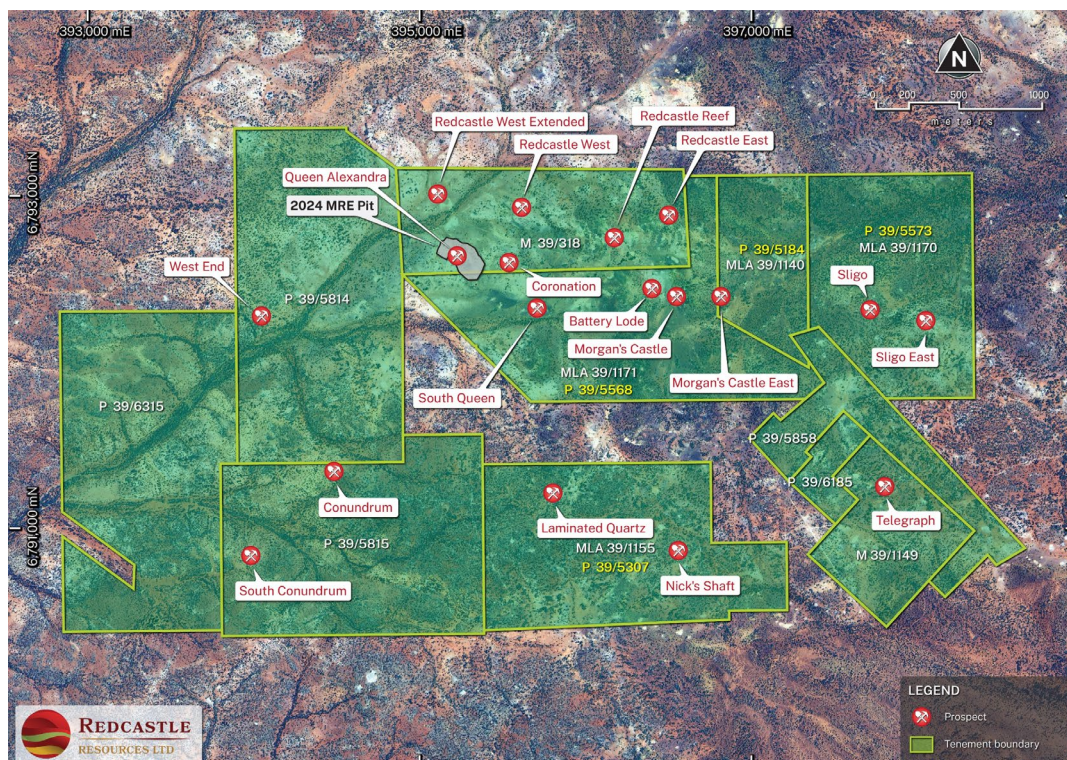 393,000 mE
395,000 mE
397,000 mE
N
0 200 500 1000
meters
6,793,000 mN
6,791,000 mN
Redcastle West Extended
Redcastle West
Redcastle Reef
Redcastle East
Queen Alexandra
2024 MRE Pit
M 39/318
P 39/5184
MLA 39/1140
P 39/5573
MLA 39/1170
West End
P 39/5814
Coronation
Sligo
Battery Lode
Sligo East
Morgan's Castle
MLA 39/1171
P 39/5568
Morgan's Castle East
South Queen
P 39/6315
P 39/5858
P 39/6185
Conundrum
Laminated Quartz
Telegraph
P 39/5815
MLA 39/1155
P 39/5307
M 39/1149
South Conundrum
Nick's Shaft
REDCASTLE
RESOURCES LTD
LEGEND
Prospect
Tenement boundary